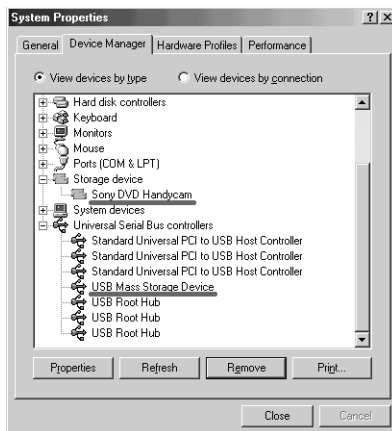 System Properties
General Device Manager Hardware Profiles Performance
View devices by type View devices by connection
Hard disk controllers
Keyboard
Monitors
Mouse
Ports (COM & LPT)
Storage device
Sony DVD Handycam
System devices
Universal Serial Bus controllers
Standard Universal PCI to USB Host Controller
Standard Universal PCI to USB Host Controller
Standard Universal PCI to USB Host Controller
USB Mass Storage Device
USB Root Hub
USB Root Hub
USB Root Hub
Properties Refresh Remove Print...
Close Cancel